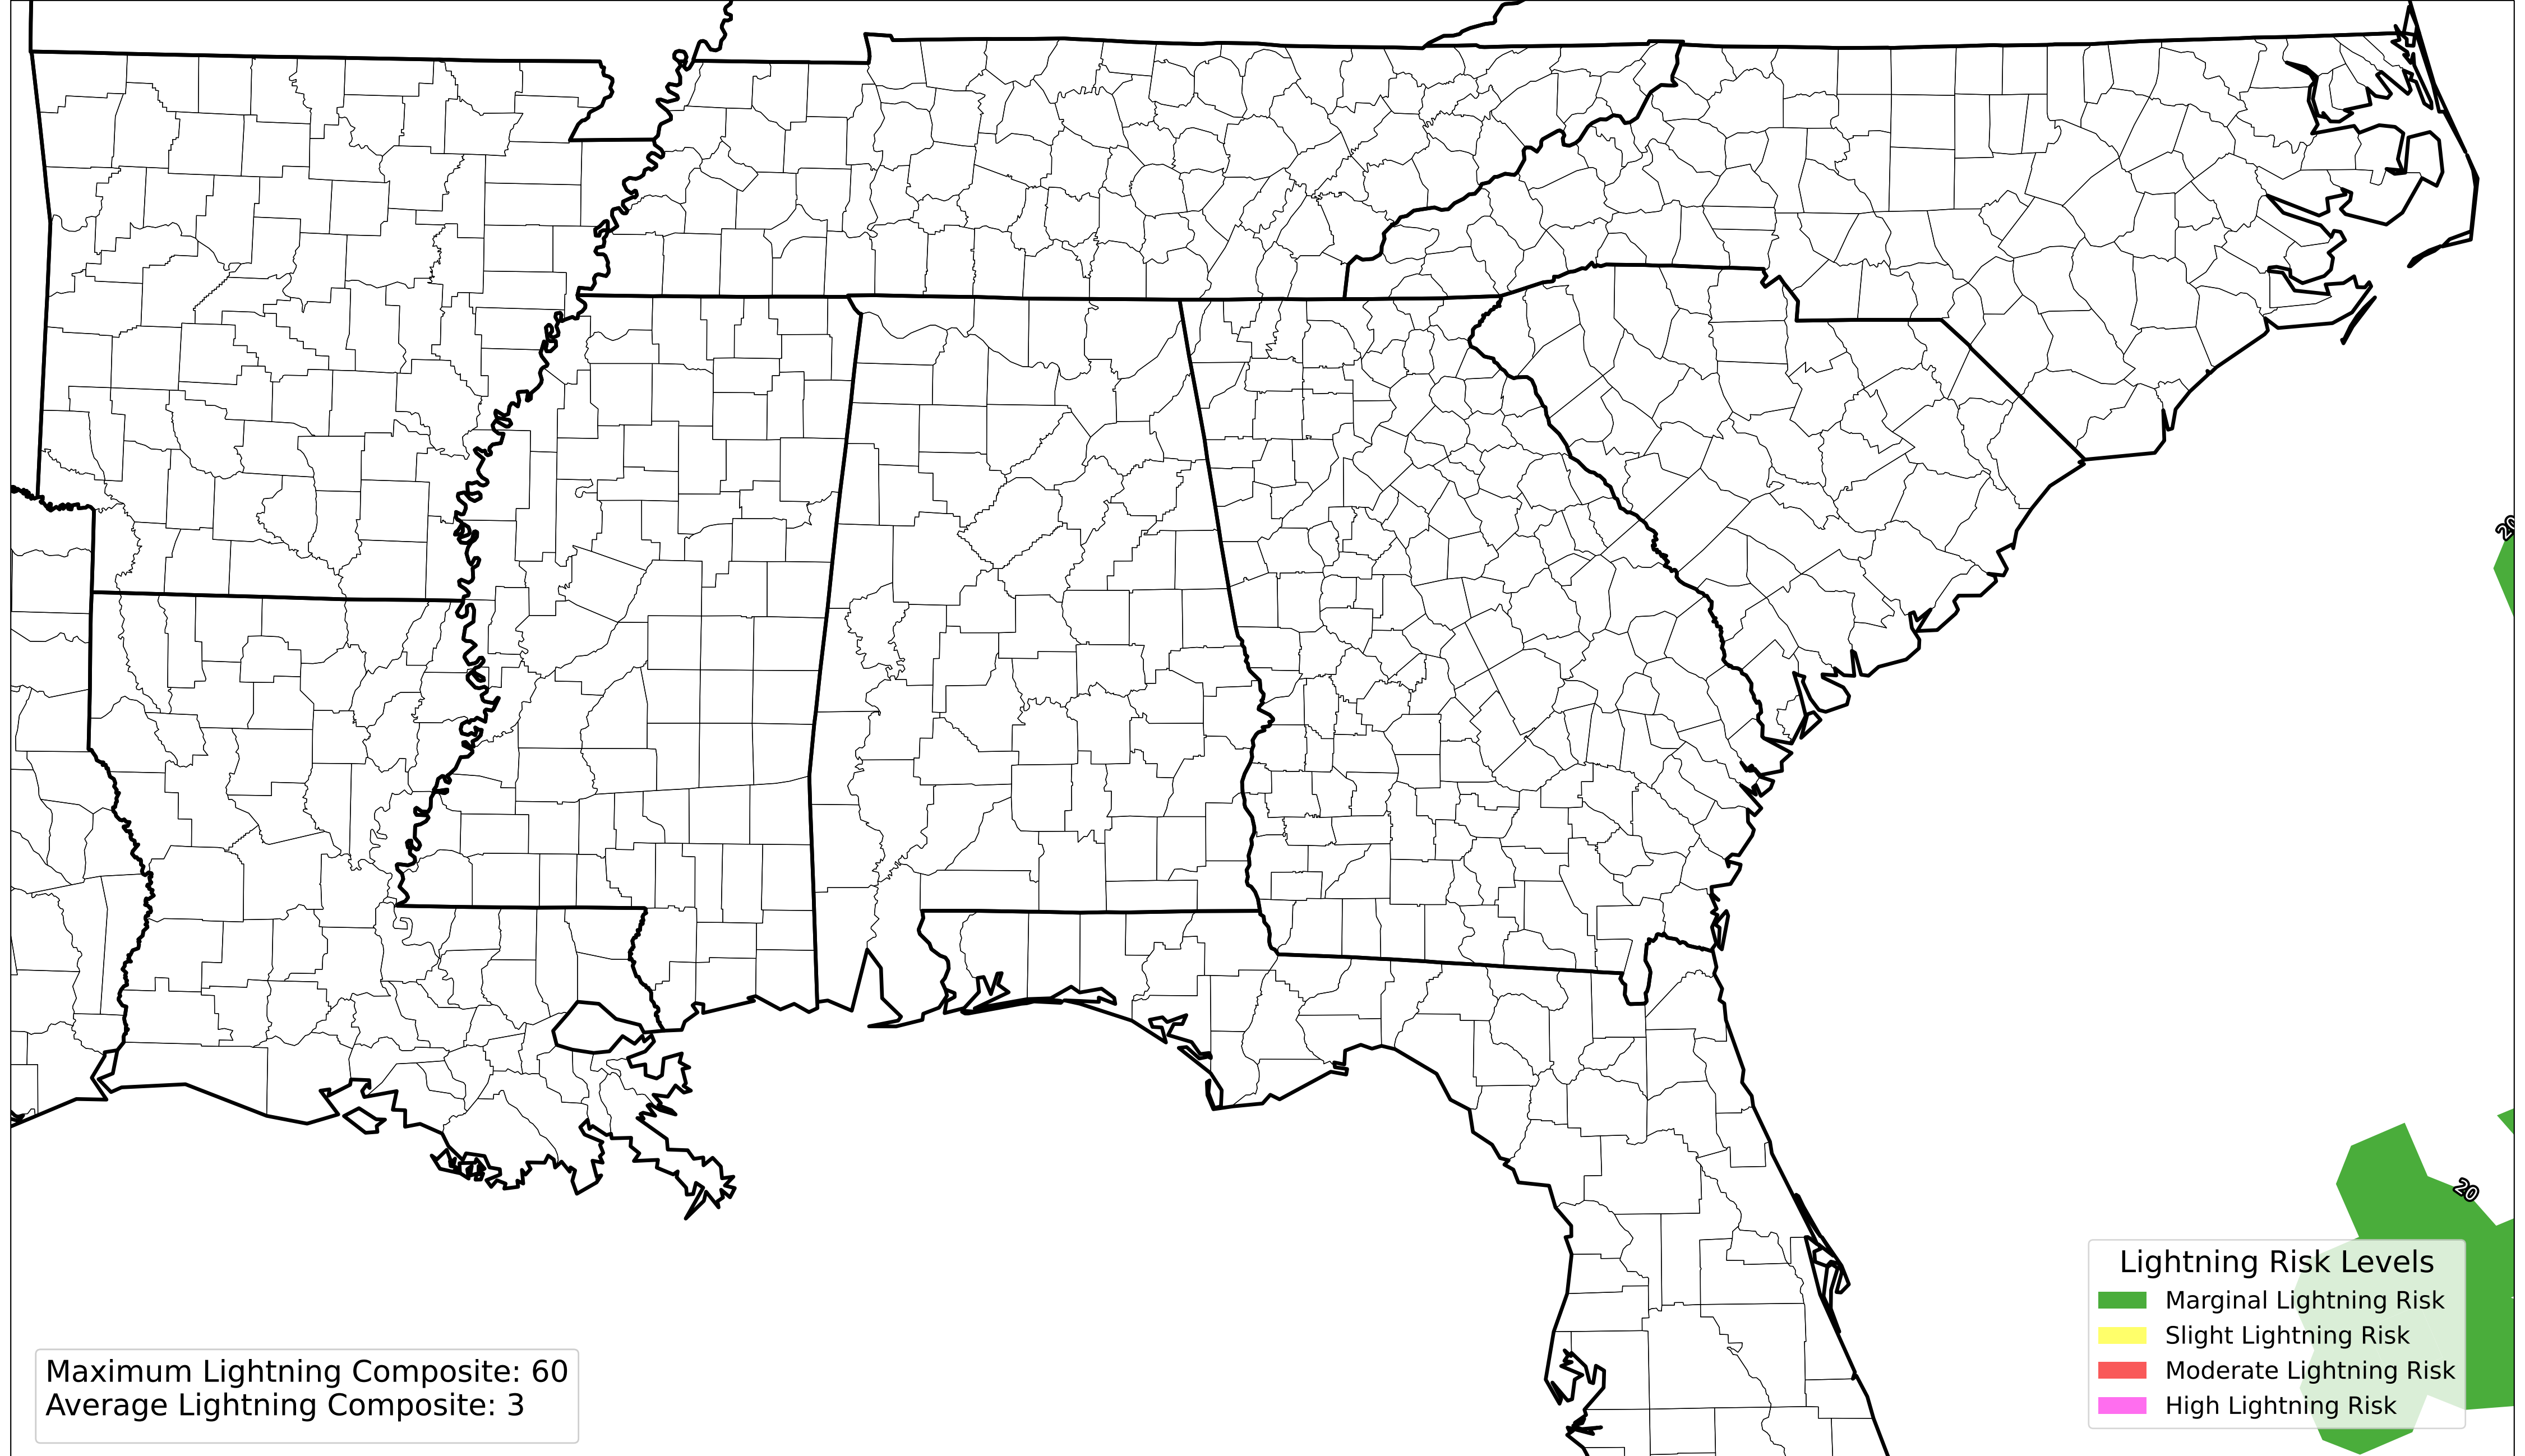 20
20
Lightning Risk Levels
Marginal Lightning Risk
Slight Lightning Risk
Moderate Lightning Risk
High Lightning Risk
Maximum Lightning Composite: 60
Average Lightning Composite: 3